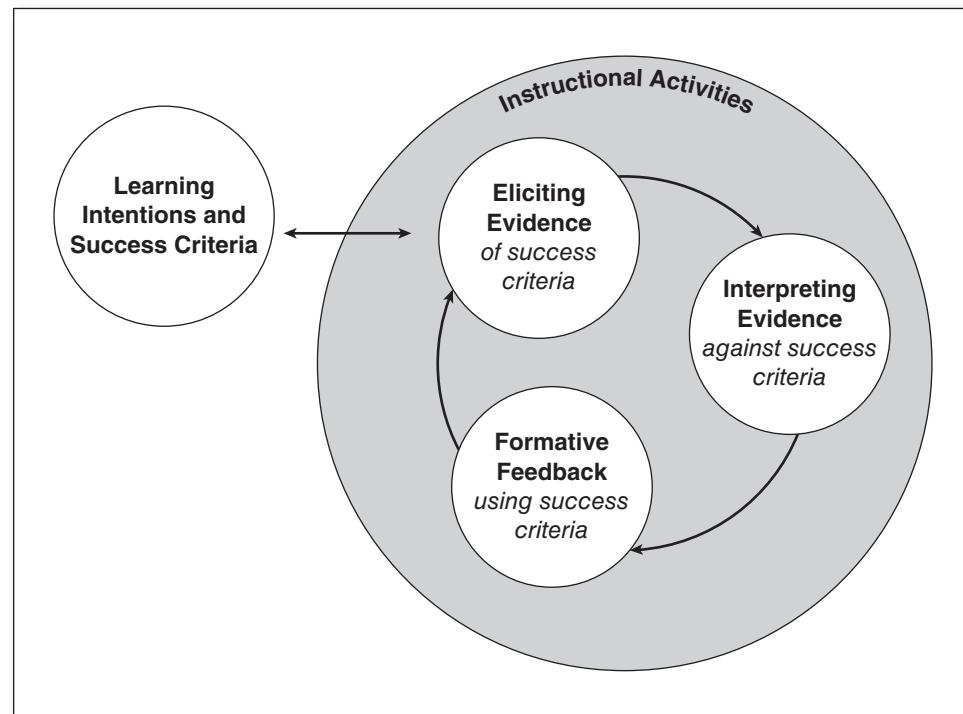 Instructional Activities
Learning
Intentions and
Success Criteria
Eliciting
Evidence
of success
criteria
Interpreting
Evidence
against success
criteria
Formative
Feedback
using success
criteria